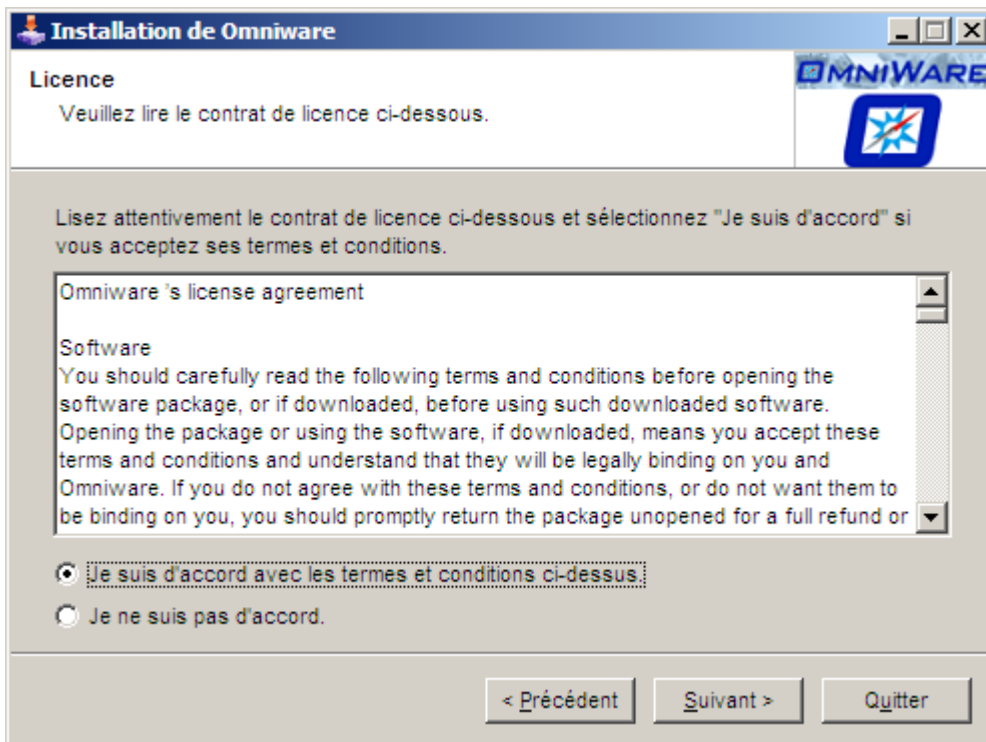 Installation de Omniware
Licence
OMNIWARE
Veuillez lire le contrat de licence ci-dessous.
Lisez attentivement le contrat de licence ci-dessous et sélectionnez "Je suis d'accord" si
vous acceptez ses termes et conditions.
Omniware 's license agreement
Software
You should carefully read the following terms and conditions before opening the
software package, or if downloaded, before using such downloaded software.
Opening the package or using the software, if downloaded, means you accept these
terms and conditions and understand that they will be legally binding on you and
Omniware. If you do not agree with these terms and conditions, or do not want them to
be binding on you, you should promptly return the package unopened for a full refund or
Je suis d'accord avec les termes et conditions ci-dessus.
Je ne suis pas d'accord.
< Précédent
Suivant >
Quitter